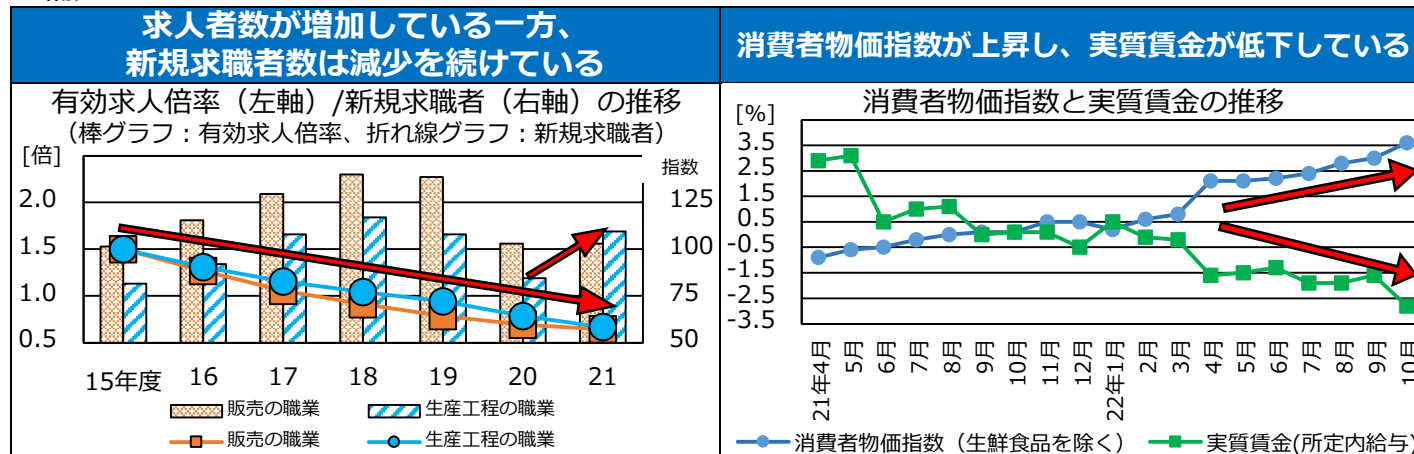 求人者数が増加している一方、
新規求職者数は減少を続けている
有効求人倍率（左軸）/新規求職者（右軸）の推移
（棒グラフ：有効求人倍率、折れ線グラフ：新規求職者）
[倍]
指数
2.0
1.5
1.0
0.5
125
100
75
50
15年度 16 17 18 19 20 21
販売の職業 生産工程の職業
販売の職業 生産工程の職業
消費者物価指数が上昇し、実質賃金が低下している
消費者物価指数と実質賃金の推移
[%]
3.5
2.5
1.5
0.5
-0.5
-1.5
-2.5
-3.5
21年4月 5月 6月 7月 8月 9月 10月 11月 12月 22年1月 2月 3月 4月 5月 6月 7月 8月 9月 10月
消費者物価指数（生鮮食品を除く） 実質賃金(所定内給与)